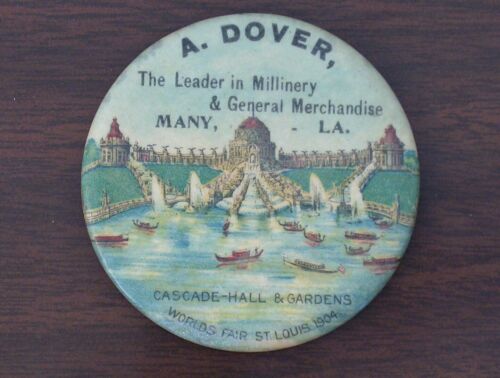 A. DOVER,
The Leader in Millinery
& General Merchandise
MANY, - LA.
CASCADE-HALL & GARDENS
WORLDS FAIR ST. LOUIS 1904.